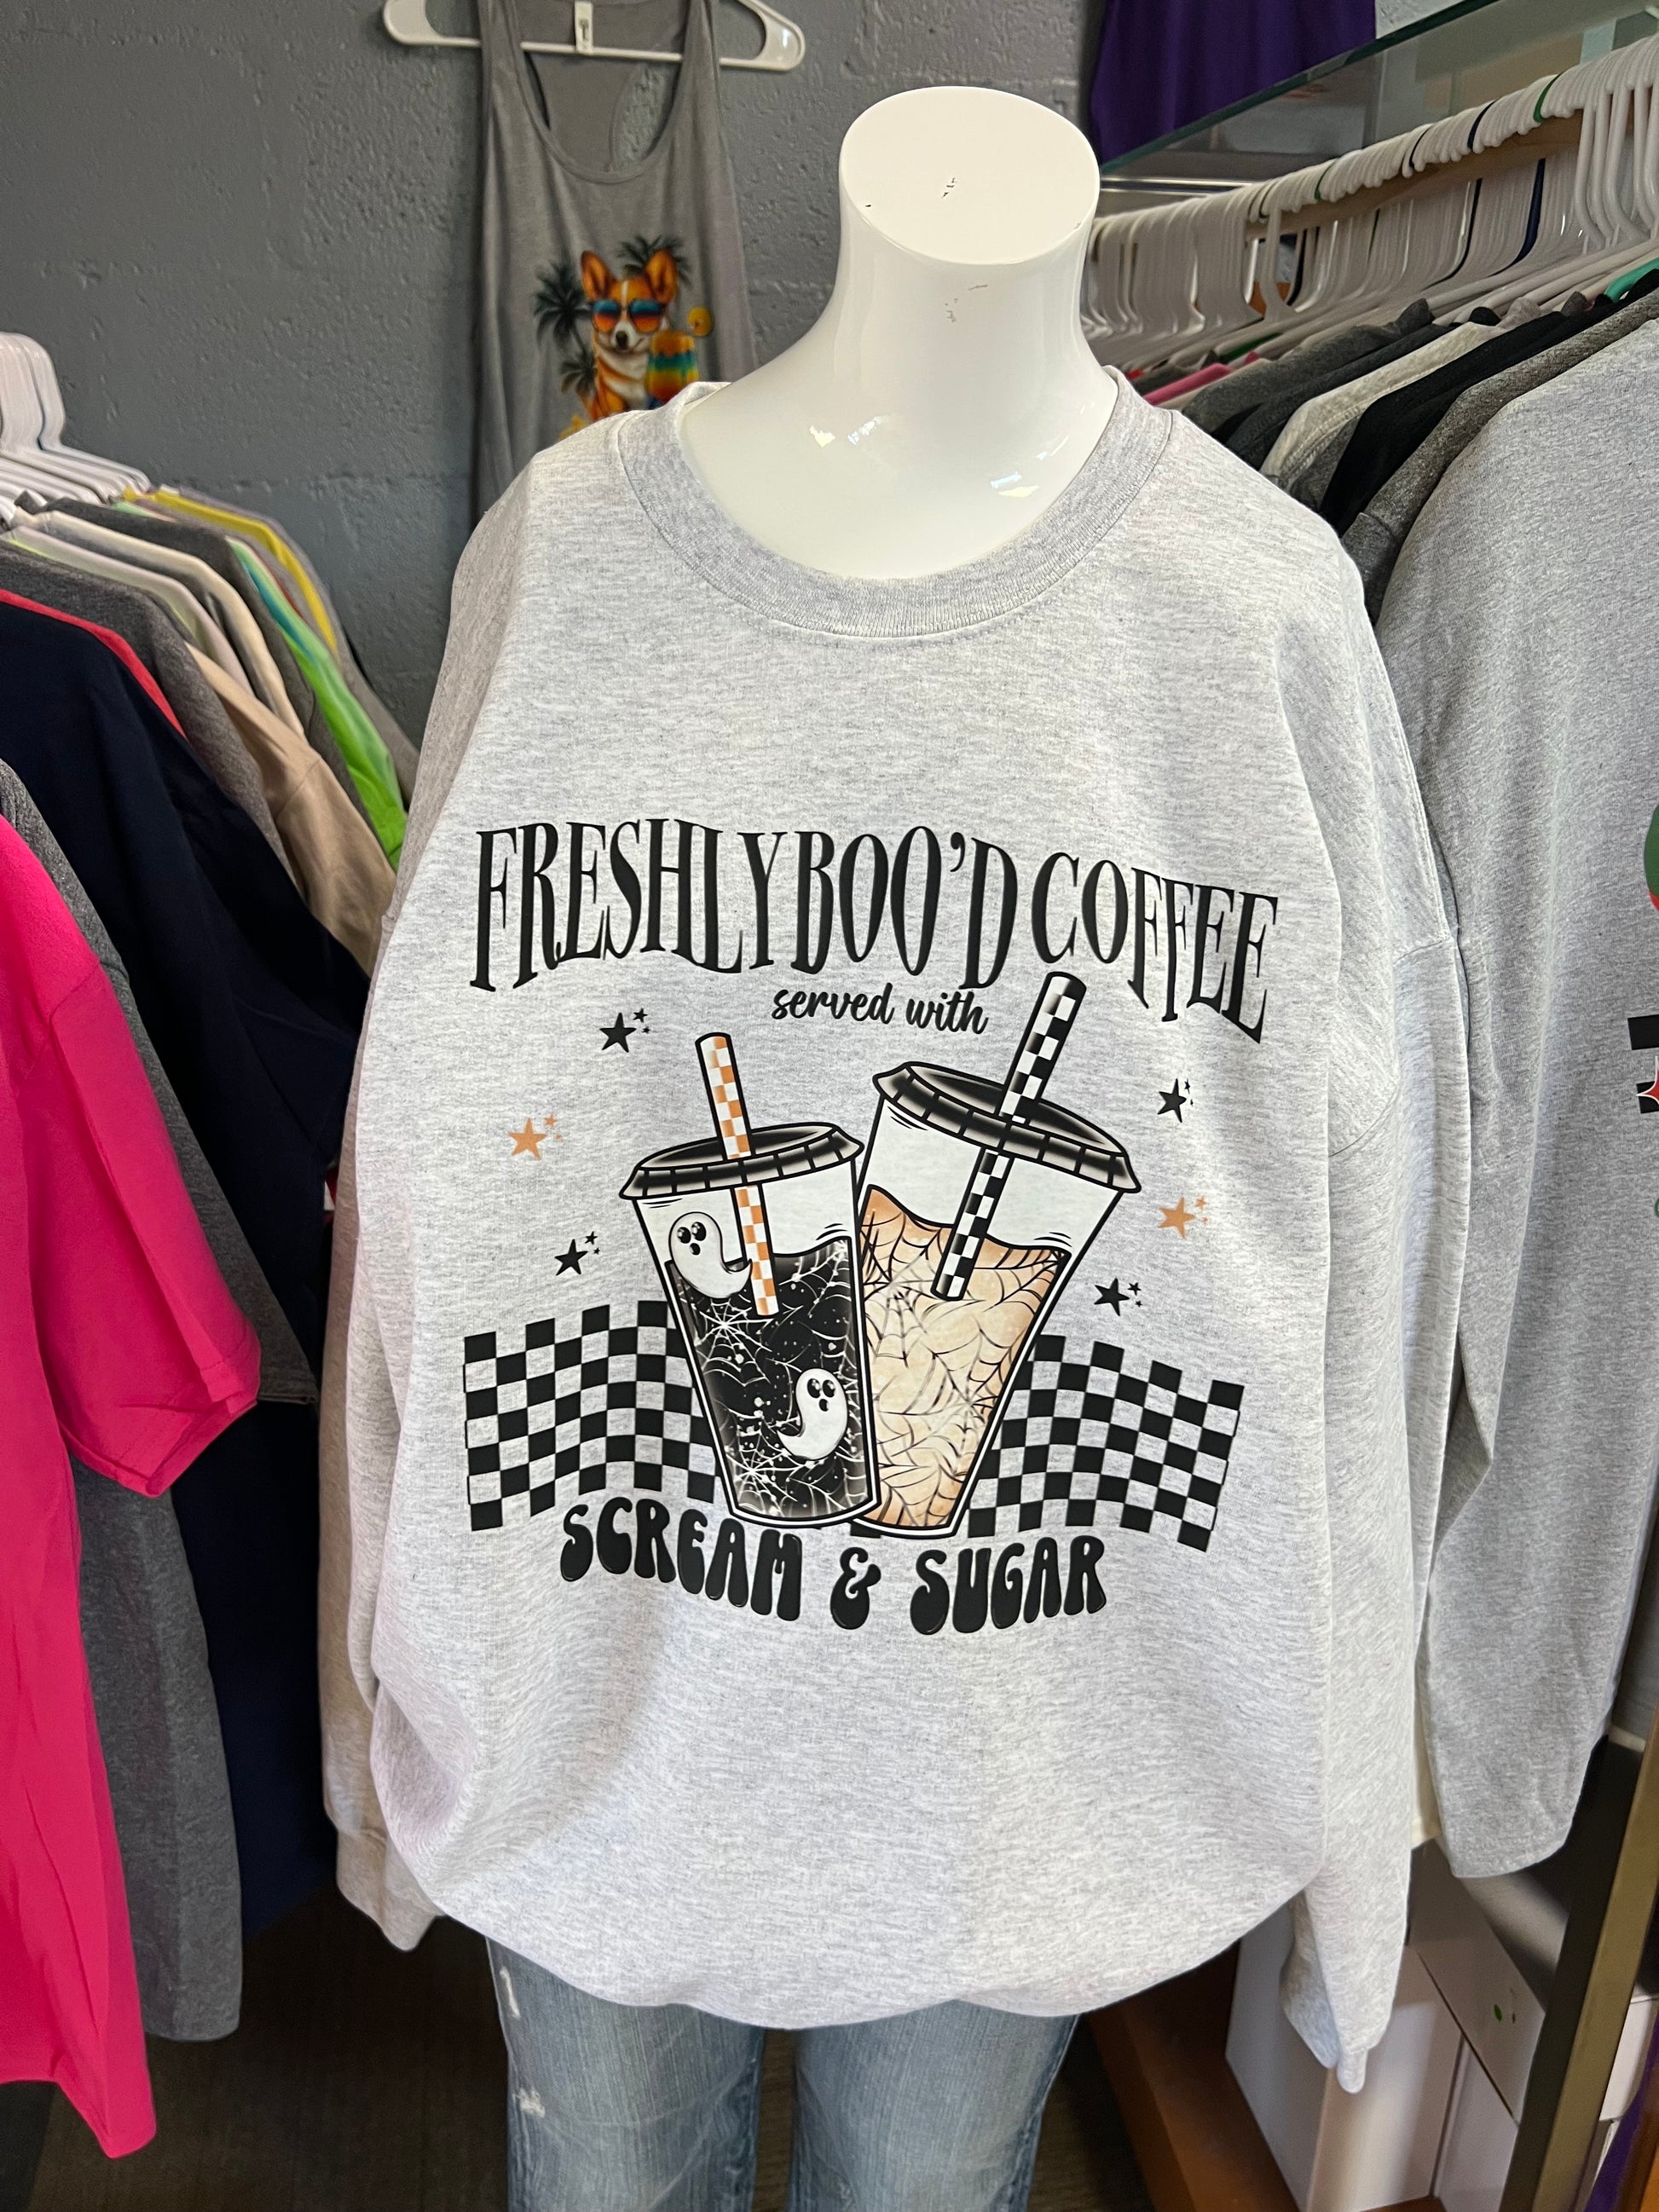 FRESHLY BOO'D COFFEE
served with
SCREAM & SUGAR